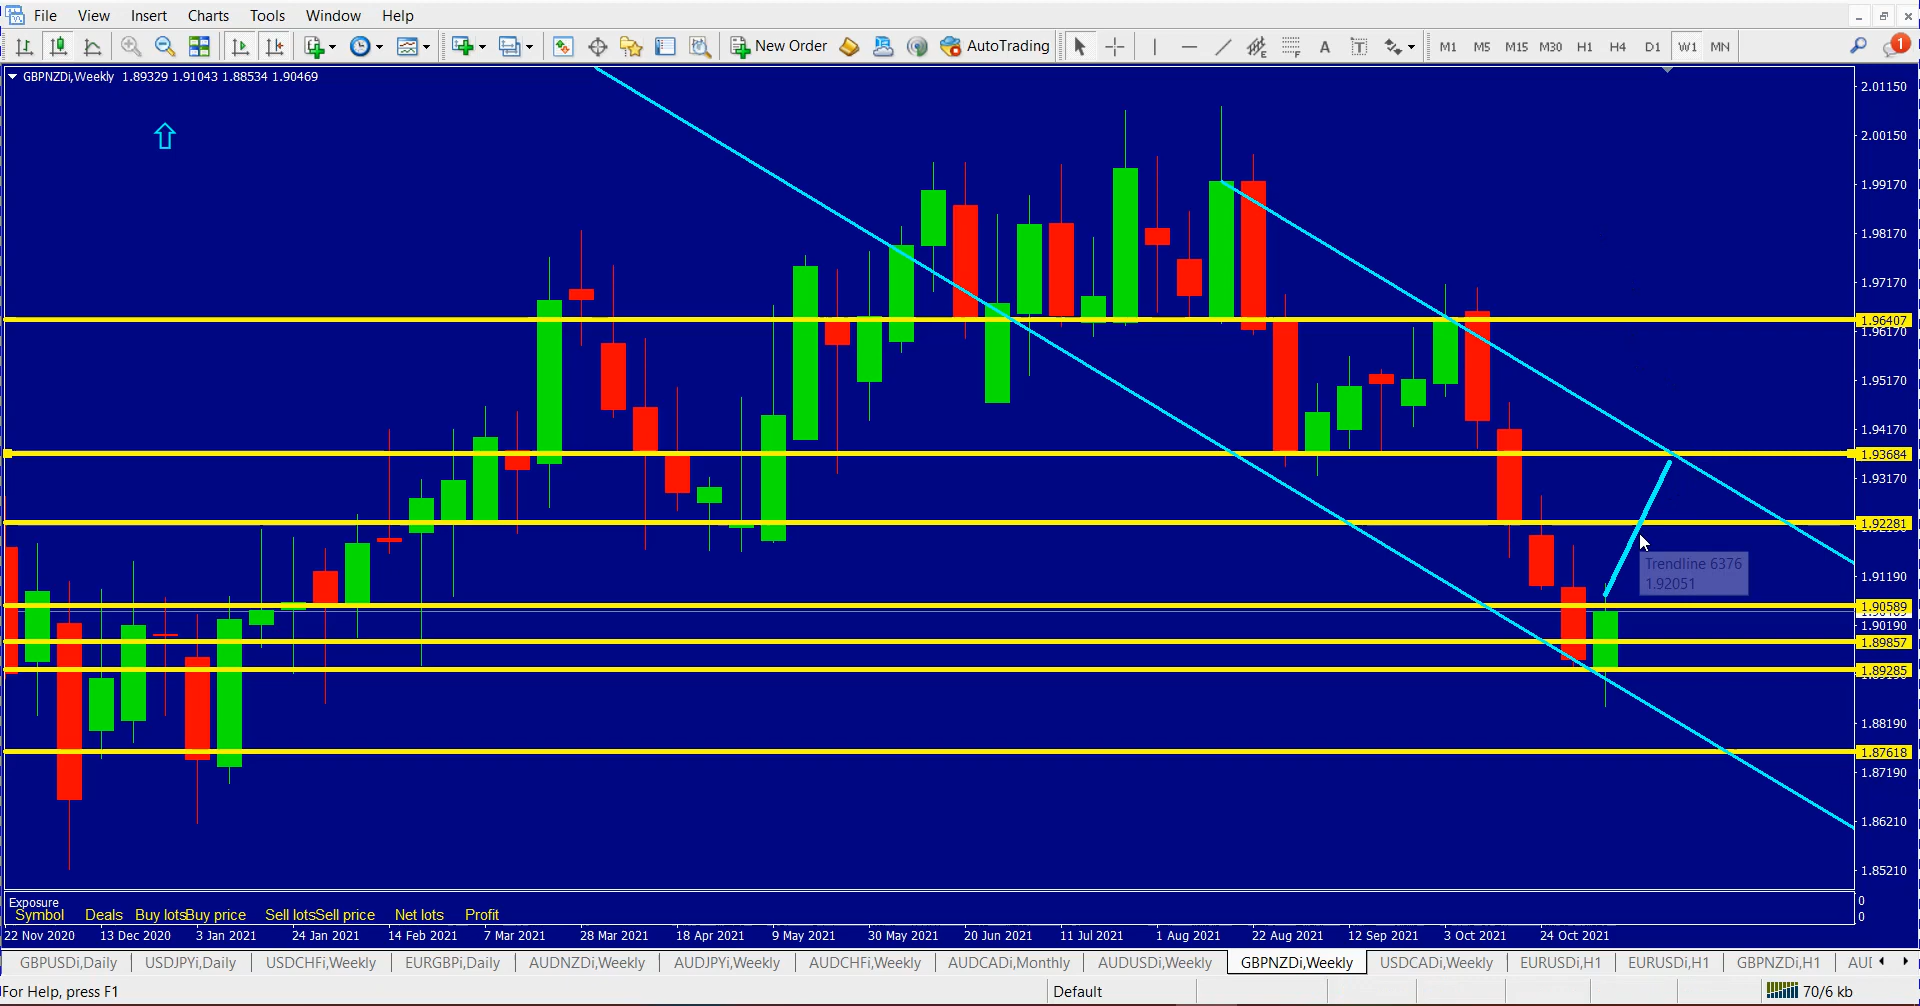 File View Insert Charts Tools Window Help
New Order AutoTrading A T M1 M5 M15 M30 H1 H4 D1 W1 MN 1
GBPNZDi,Weekly 1.89329 1.91043 1.88534 1.90469
2.01150
2.00150
1.99170
1.98170
1.97170
1.96407
1.96170
1.95170
1.94170
1.93684
1.93170
1.92281
Trendline 6376
1.92051
1.91190
1.90589
1.90190
1.89857
1.89285
1.88190
1.87618
1.87190
1.86210
1.85210
Exposure
0
Symbol Deals Buy lots Buy price Sell lots Sell price Net lots Profit
0
22 Nov 2020 13 Dec 2020 3 Jan 2021 24 Jan 2021 14 Feb 2021 7 Mar 2021 28 Mar 2021 18 Apr 2021 9 May 2021 30 May 2021 20 Jun 2021 11 Jul 2021 1 Aug 2021 22 Aug 2021 12 Sep 2021 3 Oct 2021 24 Oct 2021
GBPUSDi,Daily USDJPYi,Daily USDCHFi,Weekly EURGBPi,Daily AUDNZDi,Weekly AUDJPYi,Weekly AUDCHFi,Weekly AUDCADi,Monthly AUDUSDi,Weekly GBPNZDi,Weekly USDCADi,Weekly EURUSDi,H1 EURUSDi,H1 GBPNZDi,H1
For Help, press F1 Default 70/6 kb